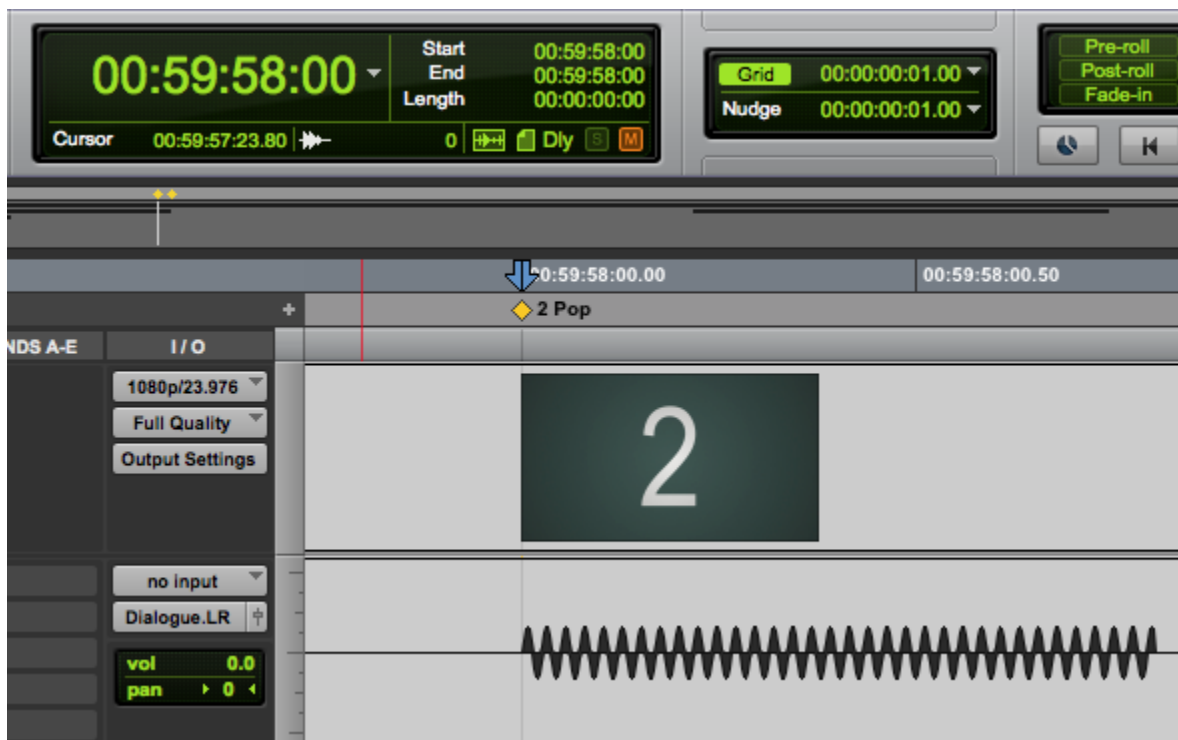 00:59:58:00
Start 00:59:58:00
End 00:59:58:00
Length 00:00:00:00
Cursor 00:59:57:23.80 0 Dly S M
Grid 00:00:00:01.00
Nudge 00:00:00:01.00
Pre-roll
Post-roll
Fade-in
00:59:58:00.00 00:59:58:00.50
+ 2 Pop
NDS A-E I / O
1080p/23.976
Full Quality
Output Settings
2
no input
Dialogue.LR
vol 0.0
pan 0